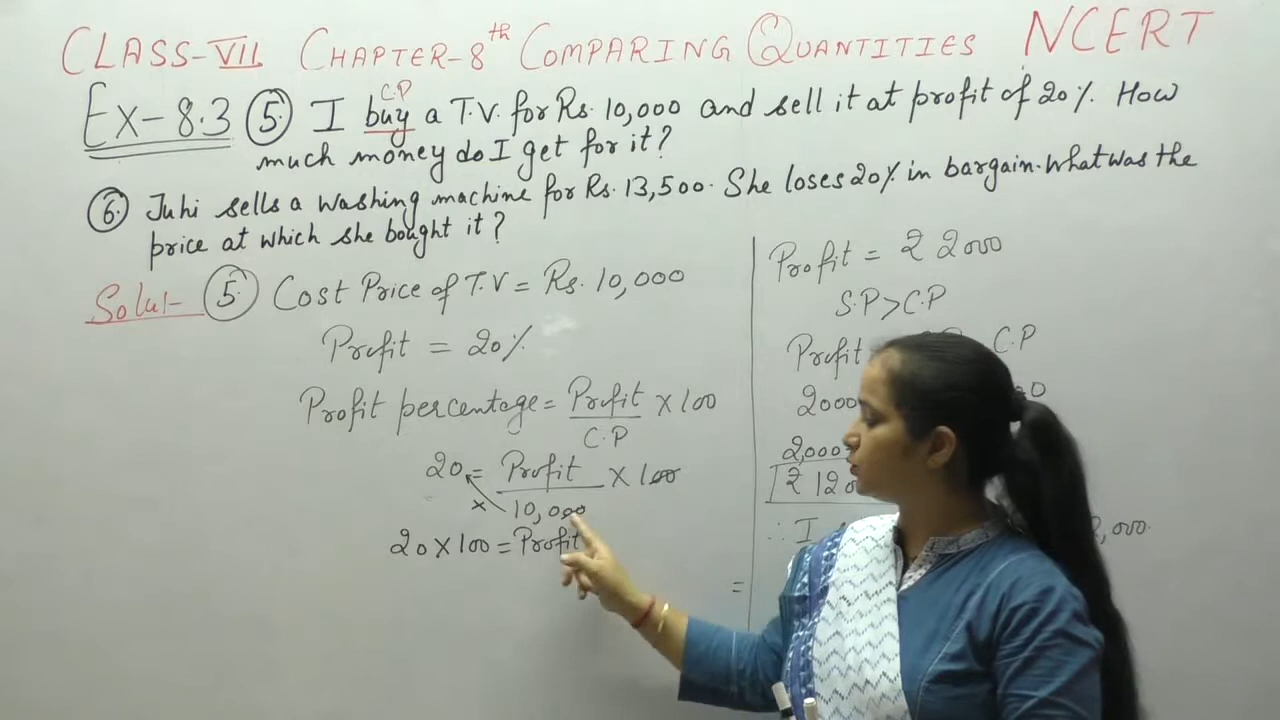 CLASS-VII CHAPTER-8th COMPARING QUANTITIES NCERT
C.P
Ex-8.3 (5.) I buy a T.V. for Rs. 10,000 and sell it at profit of 20%. How
much money do I get for it?
(6.) Juhi sells a washing machine for Rs. 13,500. She loses 20% in bargain. What was the
price at which she bought it?
Solu:- (5.) Cost Price of T.V = Rs. 10,000
Profit = 20%
Profit percentage = Profit × 100
C.P
20 = Profit × 100
× 10,000
20 × 100 = Profit
Profit = ₹ 2000
S.P > C.P
Profit C.P
2000
2,000
₹ 120
∴ I ,000.
=